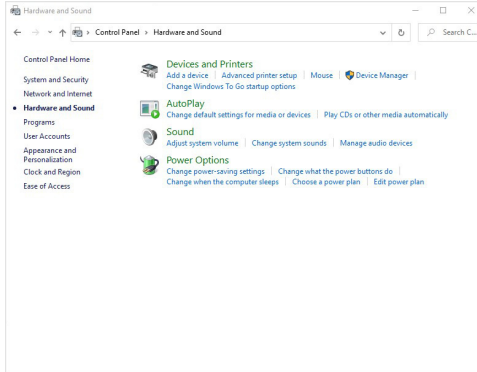 Hardware and Sound
Control Panel > Hardware and Sound
Search C...
Control Panel Home
System and Security
Network and Internet
Hardware and Sound
Programs
User Accounts
Appearance and
Personalization
Clock and Region
Ease of Access
Devices and Printers
Add a device | Advanced printer setup | Mouse | Device Manager |
Change Windows To Go startup options
AutoPlay
Change default settings for media or devices | Play CDs or other media automatically
Sound
Adjust system volume | Change system sounds | Manage audio devices
Power Options
Change power-saving settings | Change what the power buttons do |
Change when the computer sleeps | Choose a power plan | Edit power plan